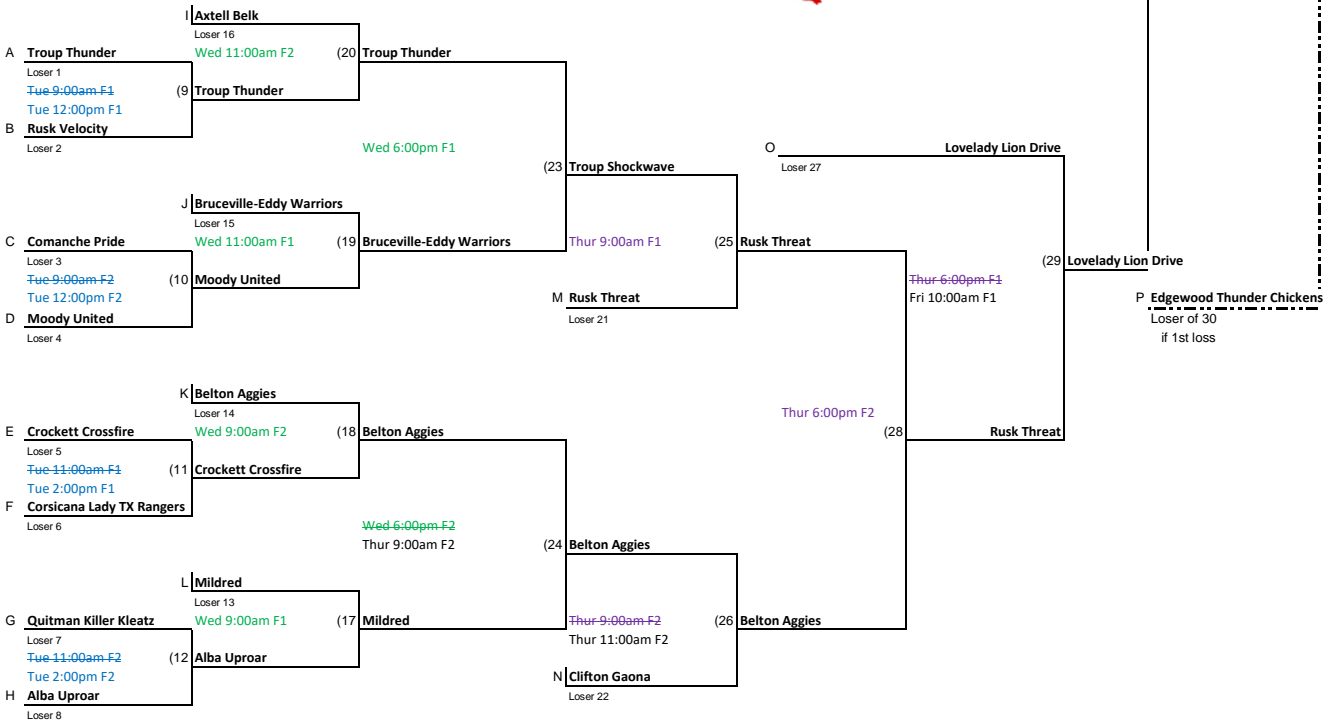 I Axtell Belk
Loser 16
A Troup Thunder Wed 11:00am F2 (20 Troup Thunder
Loser 1
Tue 9:00am F1 (9 Troup Thunder
Tue 12:00pm F1
B Rusk Velocity
Loser 2 Wed 6:00pm F1 O Lovelady Lion Drive
(23 Troup Shockwave Loser 27
J Bruceville-Eddy Warriors
Loser 15
C Comanche Pride Wed 11:00am F1 (19 Bruceville-Eddy Warriors Thur 9:00am F1 (25 Rusk Threat
Loser 3 (29 Lovelady Lion Drive
Tue 9:00am F2 (10 Moody United Thur 6:00pm F1
Tue 12:00pm F2 M Rusk Threat Fri 10:00am F1 P Edgewood Thunder Chickens
D Moody United Loser 21 Loser of 30
Loser 4 if 1st loss
K Belton Aggies
Loser 14 Thur 6:00pm F2
E Crockett Crossfire Wed 9:00am F2 (18 Belton Aggies (28 Rusk Threat
Loser 5
Tue 11:00am F1 (11 Crockett Crossfire
Tue 2:00pm F1
F Corsicana Lady TX Rangers
Loser 6 Wed 6:00pm F2
Thur 9:00am F2 (24 Belton Aggies
L Mildred
Loser 13
G Quitman Killer Kleatz Wed 9:00am F1 (17 Mildred Thur 9:00am F2 (26 Belton Aggies
Loser 7 Thur 11:00am F2
Tue 11:00am F2 (12 Alba Uproar
Tue 2:00pm F2 N Clifton Gaona
H Alba Uproar Loser 22
Loser 8